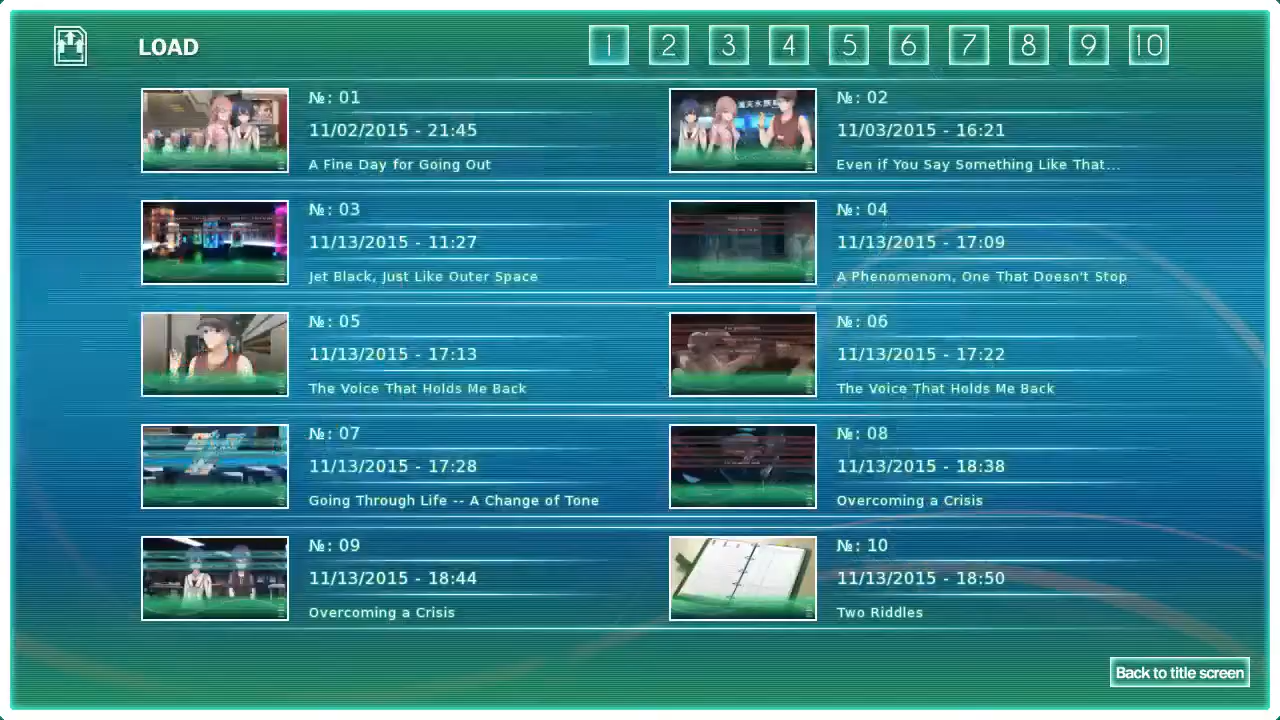 LOAD
1 2 3 4 5 6 7 8 9 10
№: 01
11/02/2015 - 21:45
A Fine Day for Going Out
№: 02
11/03/2015 - 16:21
Even if You Say Something Like That...
№: 03
11/13/2015 - 11:27
Jet Black, Just Like Outer Space
№: 04
11/13/2015 - 17:09
A Phenomenom, One That Doesn't Stop
№: 05
11/13/2015 - 17:13
The Voice That Holds Me Back
№: 06
11/13/2015 - 17:22
The Voice That Holds Me Back
№: 07
11/13/2015 - 17:28
Going Through Life -- A Change of Tone
№: 08
11/13/2015 - 18:38
Overcoming a Crisis
№: 09
11/13/2015 - 18:44
Overcoming a Crisis
№: 10
11/13/2015 - 18:50
Two Riddles
Back to title screen